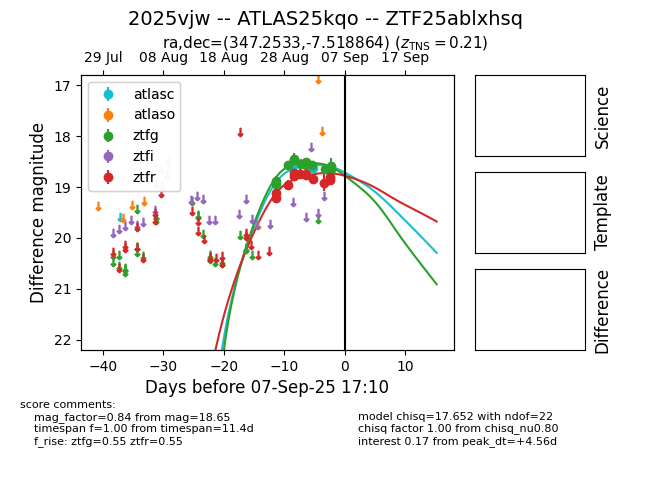 2025vjw -- ATLAS25kqo -- ZTF25ablxhsq
ra,dec=(347.2533,-7.518864) (z_TNS = 0.21)
29 Jul 08 Aug 18 Aug 28 Aug 07 Sep 17 Sep
atlasc
atlaso
ztfg
ztfi
ztfr
17
18
19
20
21
22
Difference magnitude
−40 −30 −20 −10 0 10
Days before 07-Sep-25 17:10
Science
Template
Difference
score comments:
mag_factor=0.84 from mag=18.65
timespan f=1.00 from timespan=11.4d
f_rise: ztfg=0.55 ztfr=0.55
model chisq=17.652 with ndof=22
chisq factor 1.00 from chisq_nu0.80
interest 0.17 from peak_dt=+4.56d